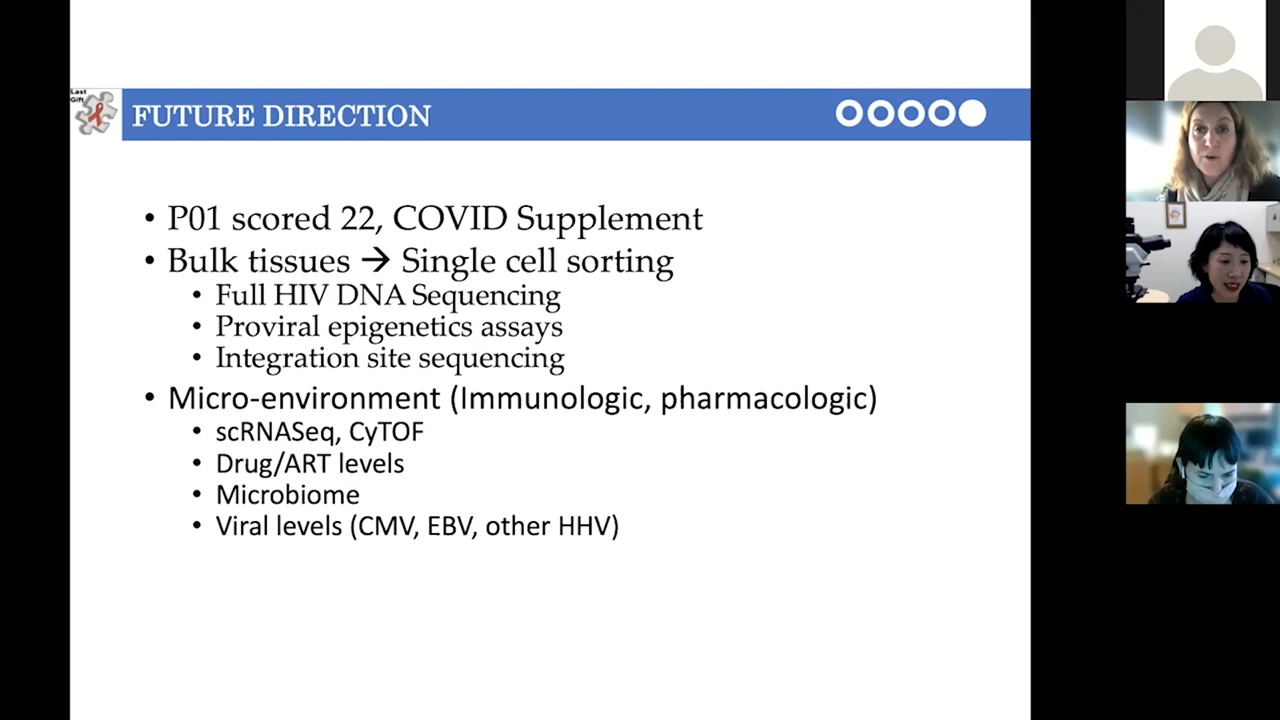 Last
Gift
FUTURE DIRECTION
• P01 scored 22, COVID Supplement
• Bulk tissues → Single cell sorting
• Full HIV DNA Sequencing
• Proviral epigenetics assays
• Integration site sequencing
• Micro-environment (Immunologic, pharmacologic)
• scRNASeq, CyTOF
• Drug/ART levels
• Microbiome
• Viral levels (CMV, EBV, other HHV)